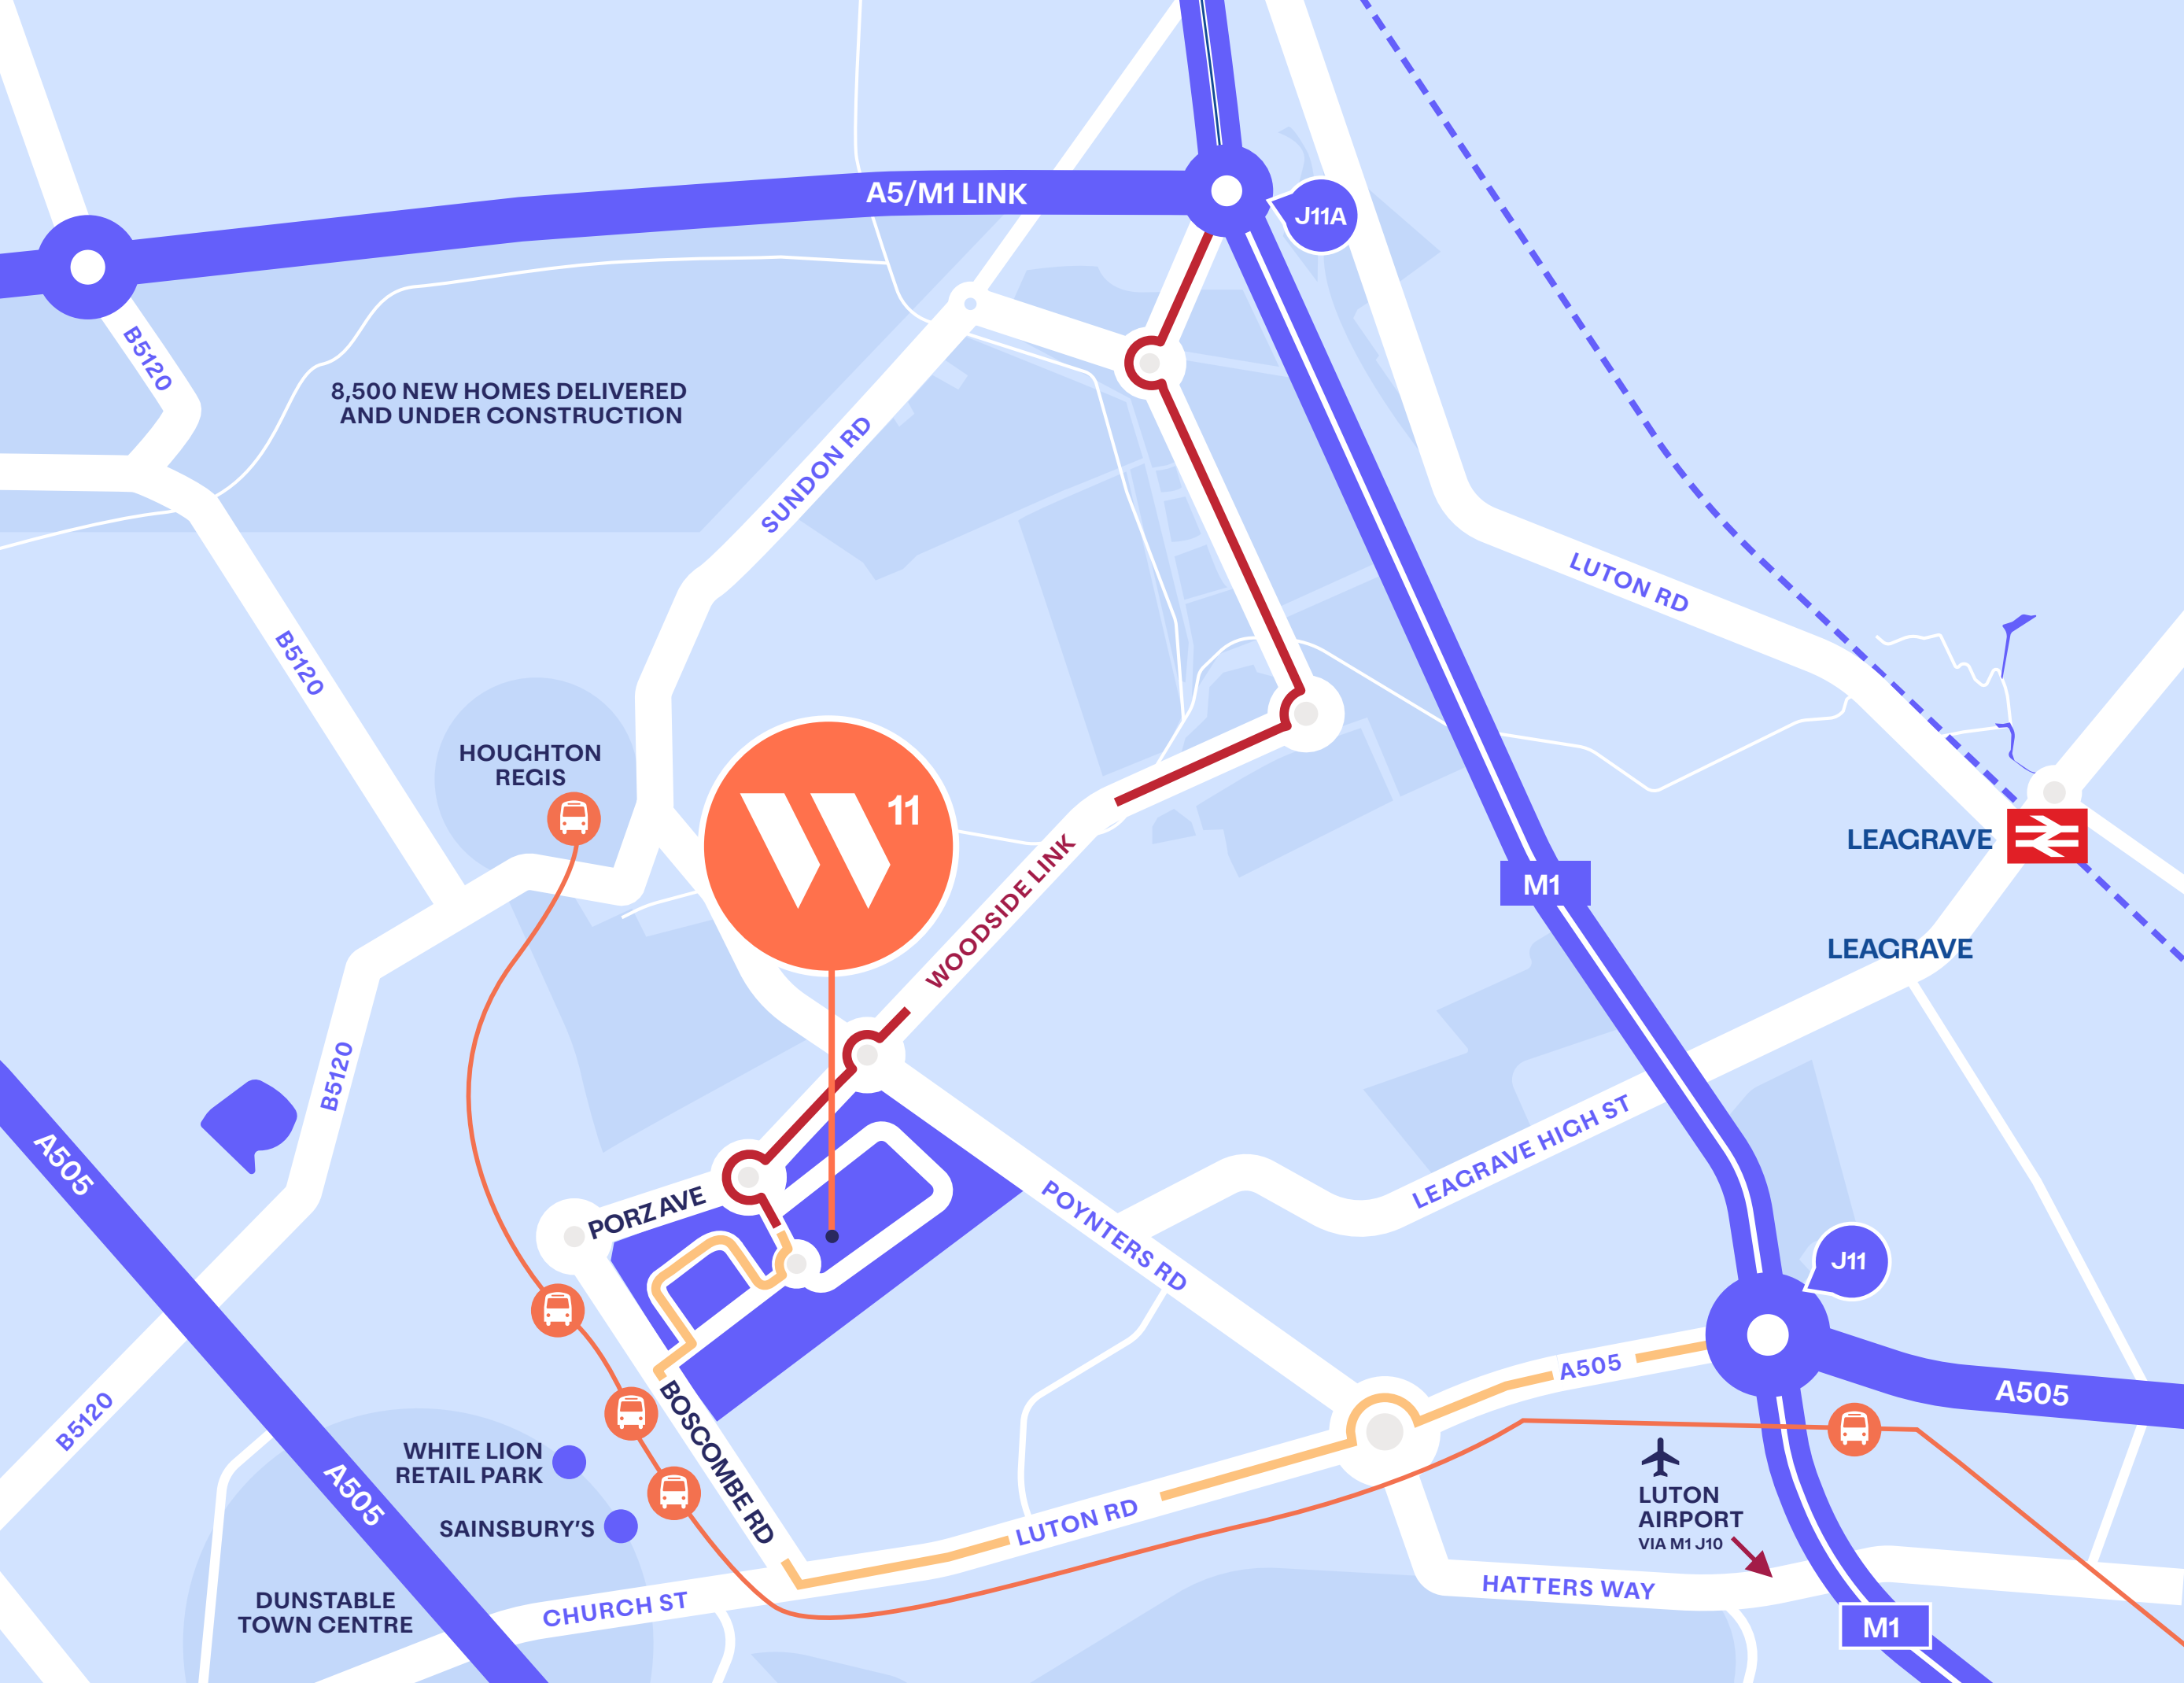 A5/M1 LINK
J11A
B5120
8,500 NEW HOMES DELIVERED
AND UNDER CONSTRUCTION
SUNDON RD
LUTON RD
B5120
HOUGHTON
REGIS
11
WOODSIDE LINK
LEAGRAVE
M1
LEAGRAVE
B5120
A505
LEAGRAVE HIGH ST
PORZ AVE
POYNTERS RD
J11
A505
A505
B5120
BOSCOMBE RD
WHITE LION
RETAIL PARK
A505
SAINSBURY'S
LUTON RD
LUTON
AIRPORT
VIA M1 J10
HATTERS WAY
CHURCH ST
DUNSTABLE
TOWN CENTRE
M1